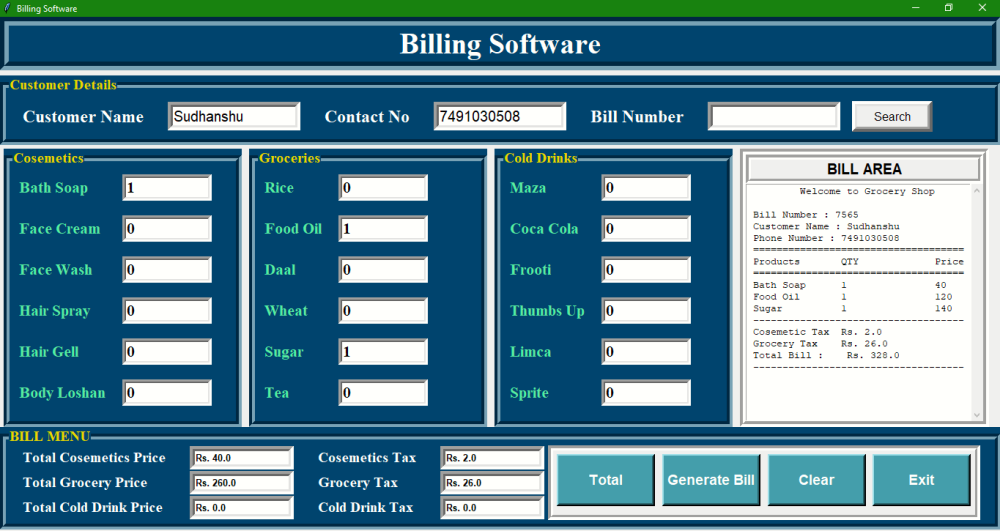 Billing Software
Billing Software
Customer Details
Customer Name Sudhanshu Contact No 7491030508 Bill Number Search
Cosemetics
Bath Soap 1
Face Cream 0
Face Wash 0
Hair Spray 0
Hair Gell 0
Body Loshan 0
Groceries
Rice 0
Food Oil 1
Daal 0
Wheat 0
Sugar 1
Tea 0
Cold Drinks
Maza 0
Coca Cola 0
Frooti 0
Thumbs Up 0
Limca 0
Sprite 0
BILL AREA
Welcome to Grocery Shop
Bill Number : 7565
Customer Name : Sudhanshu
Phone Number : 7491030508
====================================
Products QTY Price
====================================
Bath Soap 1 40
Food Oil 1 120
Sugar 1 140
------------------------------------
Cosemetic Tax Rs. 2.0
Grocery Tax Rs. 26.0
Total Bill : Rs. 328.0
------------------------------------
BILL MENU
Total Cosemetics Price Rs. 40.0 Cosemetics Tax Rs. 2.0
Total Grocery Price Rs. 260.0 Grocery Tax Rs. 26.0
Total Cold Drink Price Rs. 0.0 Cold Drink Tax Rs. 0.0
Total Generate Bill Clear Exit